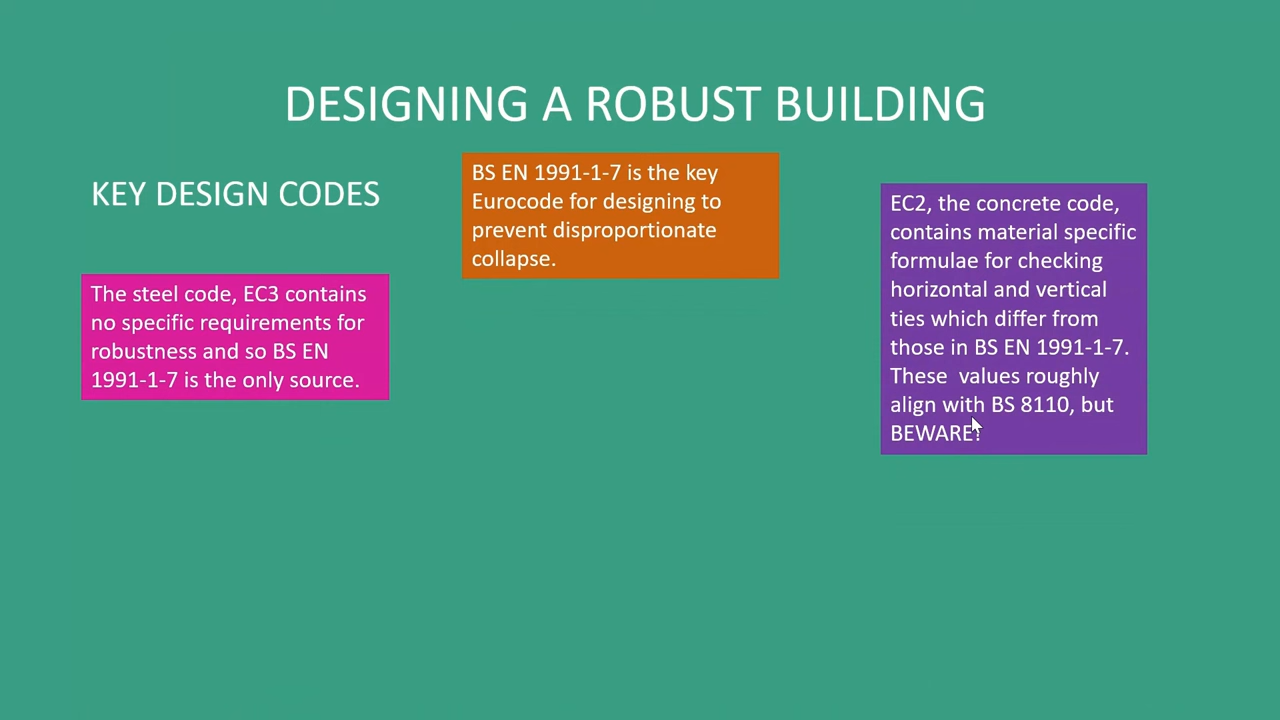 DESIGNING A ROBUST BUILDING
KEY DESIGN CODES
BS EN 1991-1-7 is the key
Eurocode for designing to
prevent disproportionate
collapse.
The steel code, EC3 contains
no specific requirements for
robustness and so BS EN
1991-1-7 is the only source.
EC2, the concrete code,
contains material specific
formulae for checking
horizontal and vertical
ties which differ from
those in BS EN 1991-1-7.
These  values roughly
align with BS 8110, but
BEWARE!